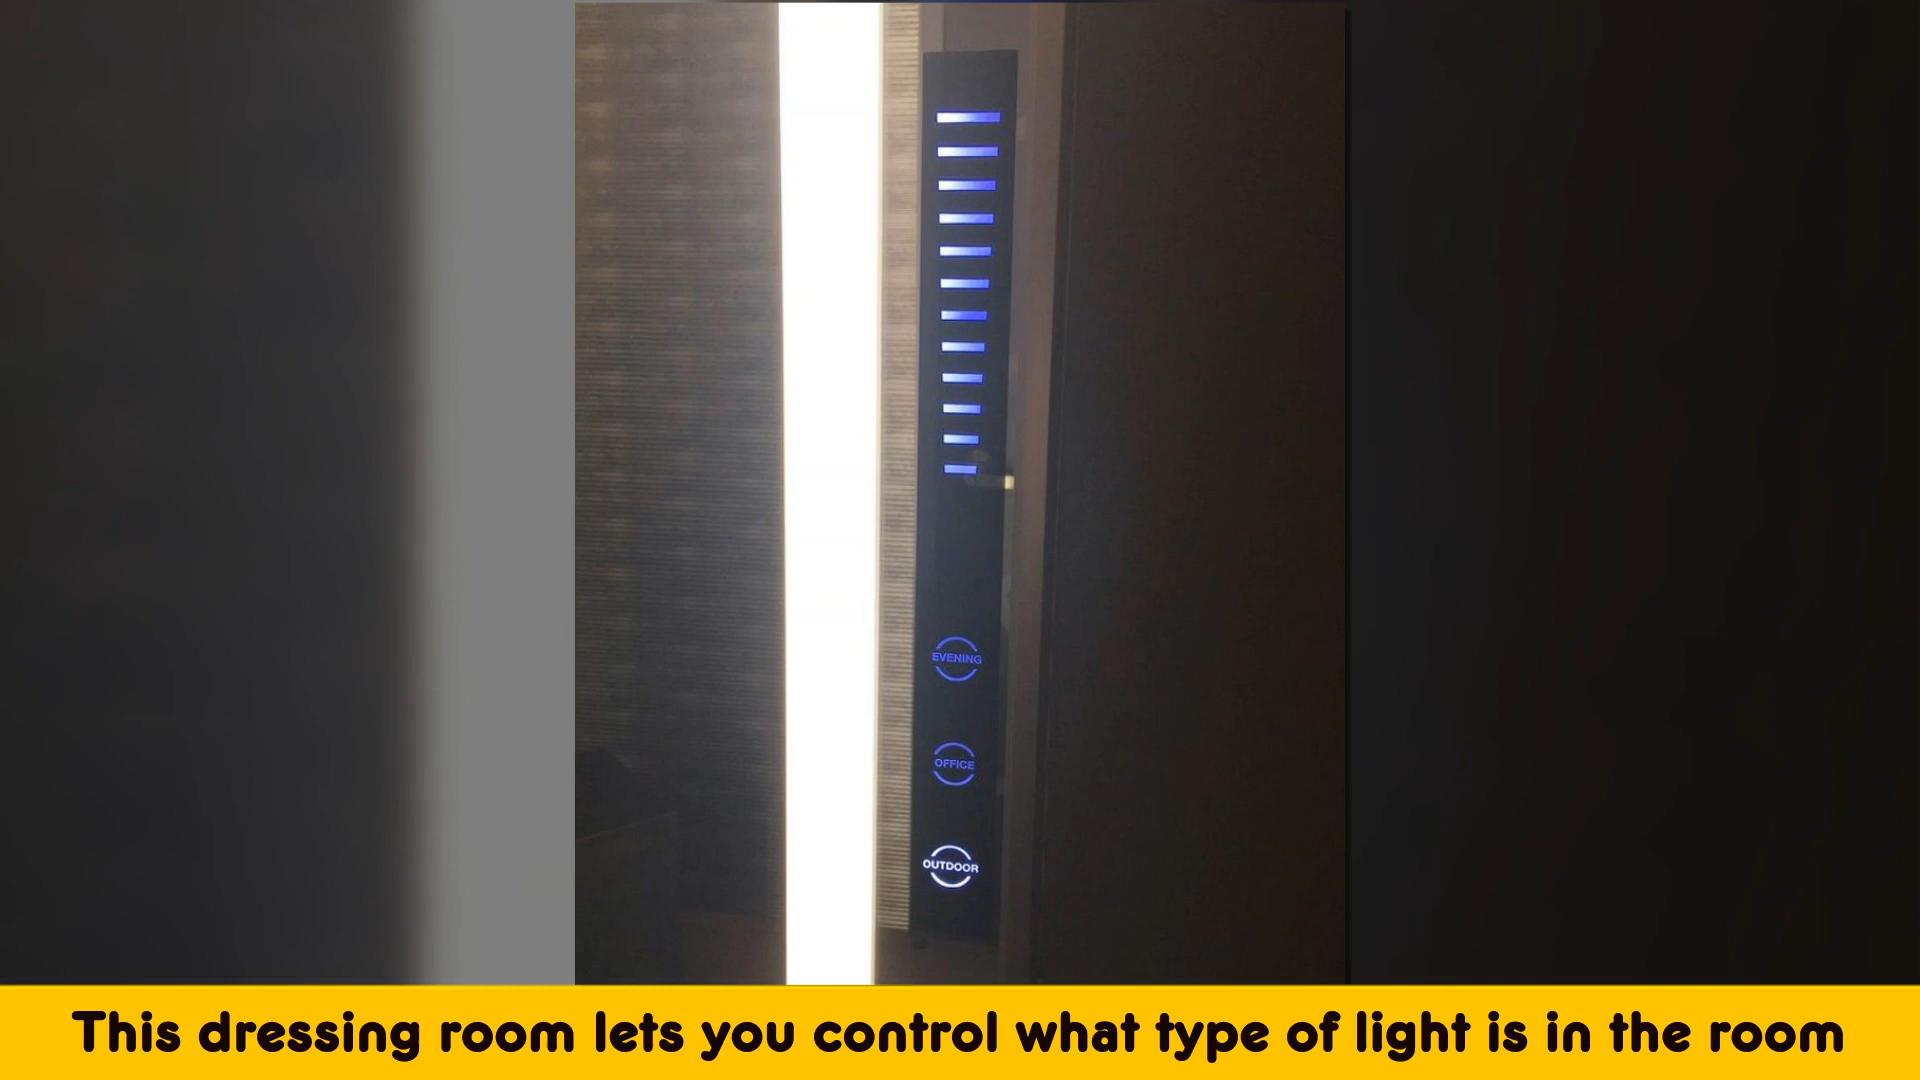 EVENING
OFFICE
OUTDOOR
This dressing room lets you control what type of light is in the room